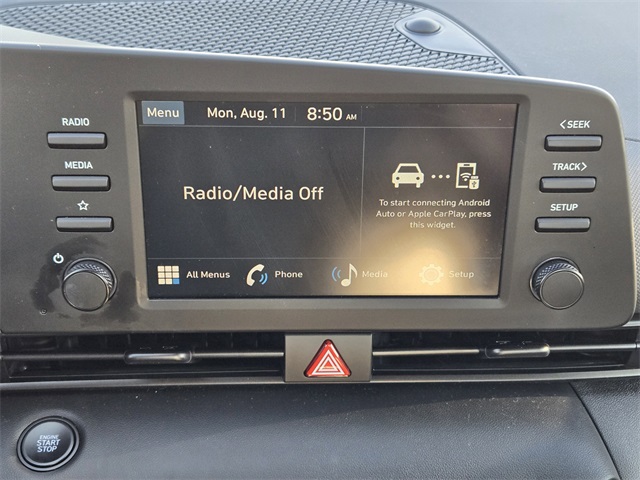 Menu Mon, Aug. 11 8:50 AM
RADIO
MEDIA
Radio/Media Off
To start connecting Android
Auto or Apple CarPlay, press
this widget.
All Menus Phone Media Setup
<SEEK
TRACK>
SETUP
ENGINE
START
STOP